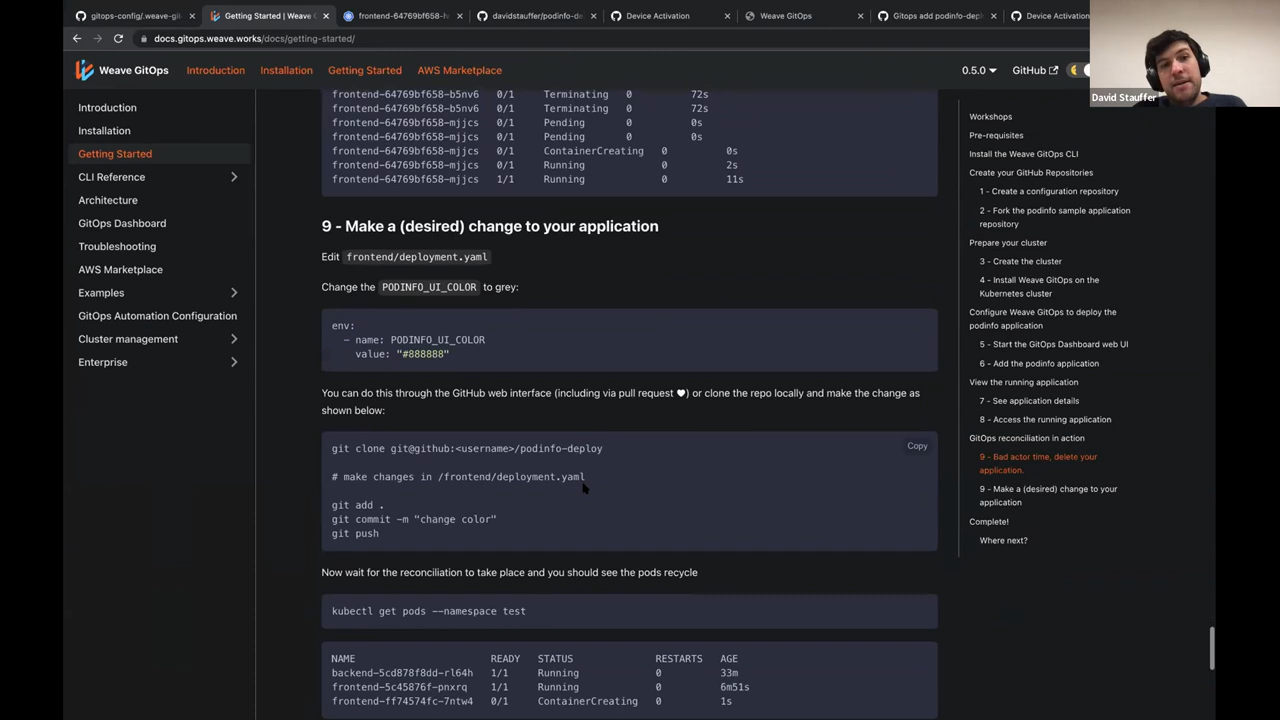 gitops-config/.weave-git
Getting Started | Weave G
frontend-64769bf658-h
davidstauffer/podinfo-de
Device Activation
Weave GitOps
Gitops add podinfo-depl
Device Activation
docs.gitops.weave.works/docs/getting-started/
Weave GitOps
Introduction
Installation
Getting Started
AWS Marketplace
0.5.0
GitHub
David Stauffer
Introduction
Installation
Getting Started
CLI Reference
Architecture
GitOps Dashboard
Troubleshooting
AWS Marketplace
Examples
GitOps Automation Configuration
Cluster management
Enterprise
frontend-64769bf658-b5nv6 0/1 Terminating 0 72s
frontend-64769bf658-b5nv6 0/1 Terminating 0 72s
frontend-64769bf658-mjjcs 0/1 Pending 0 0s
frontend-64769bf658-mjjcs 0/1 Pending 0 0s
frontend-64769bf658-mjjcs 0/1 ContainerCreating 0 0s
frontend-64769bf658-mjjcs 0/1 Running 0 2s
frontend-64769bf658-mjjcs 1/1 Running 0 11s
9 - Make a (desired) change to your application
Edit frontend/deployment.yaml
Change the PODINFO_UI_COLOR to grey:
env:
- name: PODINFO_UI_COLOR
value: "#888888"
You can do this through the GitHub web interface (including via pull request ♥) or clone the repo locally and make the change as
shown below:
Copy
git clone git@github:<username>/podinfo-deploy
# make changes in /frontend/deployment.yaml
git add .
git commit -m "change color"
git push
Now wait for the reconciliation to take place and you should see the pods recycle
kubectl get pods --namespace test
NAME READY STATUS RESTARTS AGE
backend-5cd878f8dd-rl64h 1/1 Running 0 33m
frontend-5c45876f-pnxrq 1/1 Running 0 6m51s
frontend-ff74574fc-7ntw4 0/1 ContainerCreating 0 1s
Workshops
Pre-requisites
Install the Weave GitOps CLI
Create your GitHub Repositories
1 - Create a configuration repository
2 - Fork the podinfo sample application
repository
Prepare your cluster
3 - Create the cluster
4 - Install Weave GitOps on the
Kubernetes cluster
Configure Weave GitOps to deploy the
podinfo application
5 - Start the GitOps Dashboard web UI
6 - Add the podinfo application
View the running application
7 - See application details
8 - Access the running application
GitOps reconciliation in action
9 - Bad actor time, delete your
application.
9 - Make a (desired) change to your
application
Complete!
Where next?